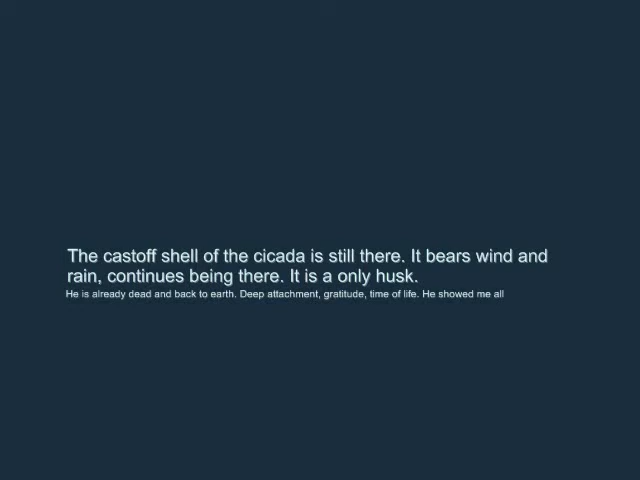 The castoff shell of the cicada is still there. It bears wind and
rain, continues being there. It is a only husk.
He is already dead and back to earth. Deep attachment, gratitude, time of life. He showed me all